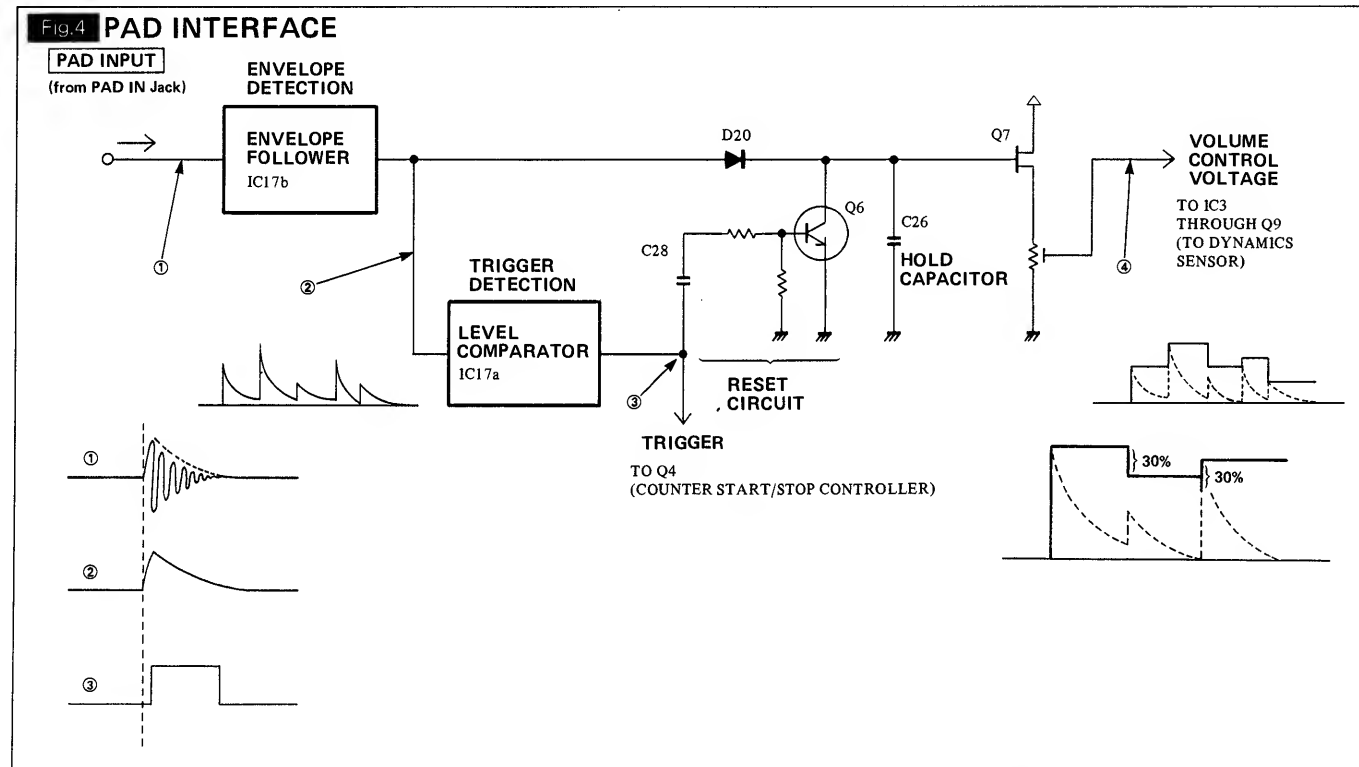 Fig.4 PAD INTERFACE
PAD INPUT
(from PAD IN Jack)
ENVELOPE
DETECTION
ENVELOPE
FOLLOWER
IC17b
①
②
TRIGGER
DETECTION
LEVEL
COMPARATOR
IC17a
③
D20
C28
Q6
C26
HOLD
CAPACITOR
RESET
CIRCUIT
TRIGGER
TO Q4
(COUNTER START/STOP CONTROLLER)
Q7
④
VOLUME
CONTROL
VOLTAGE
TO IC3
THROUGH Q9
(TO DYNAMICS
SENSOR)
①
②
③
30%
30%